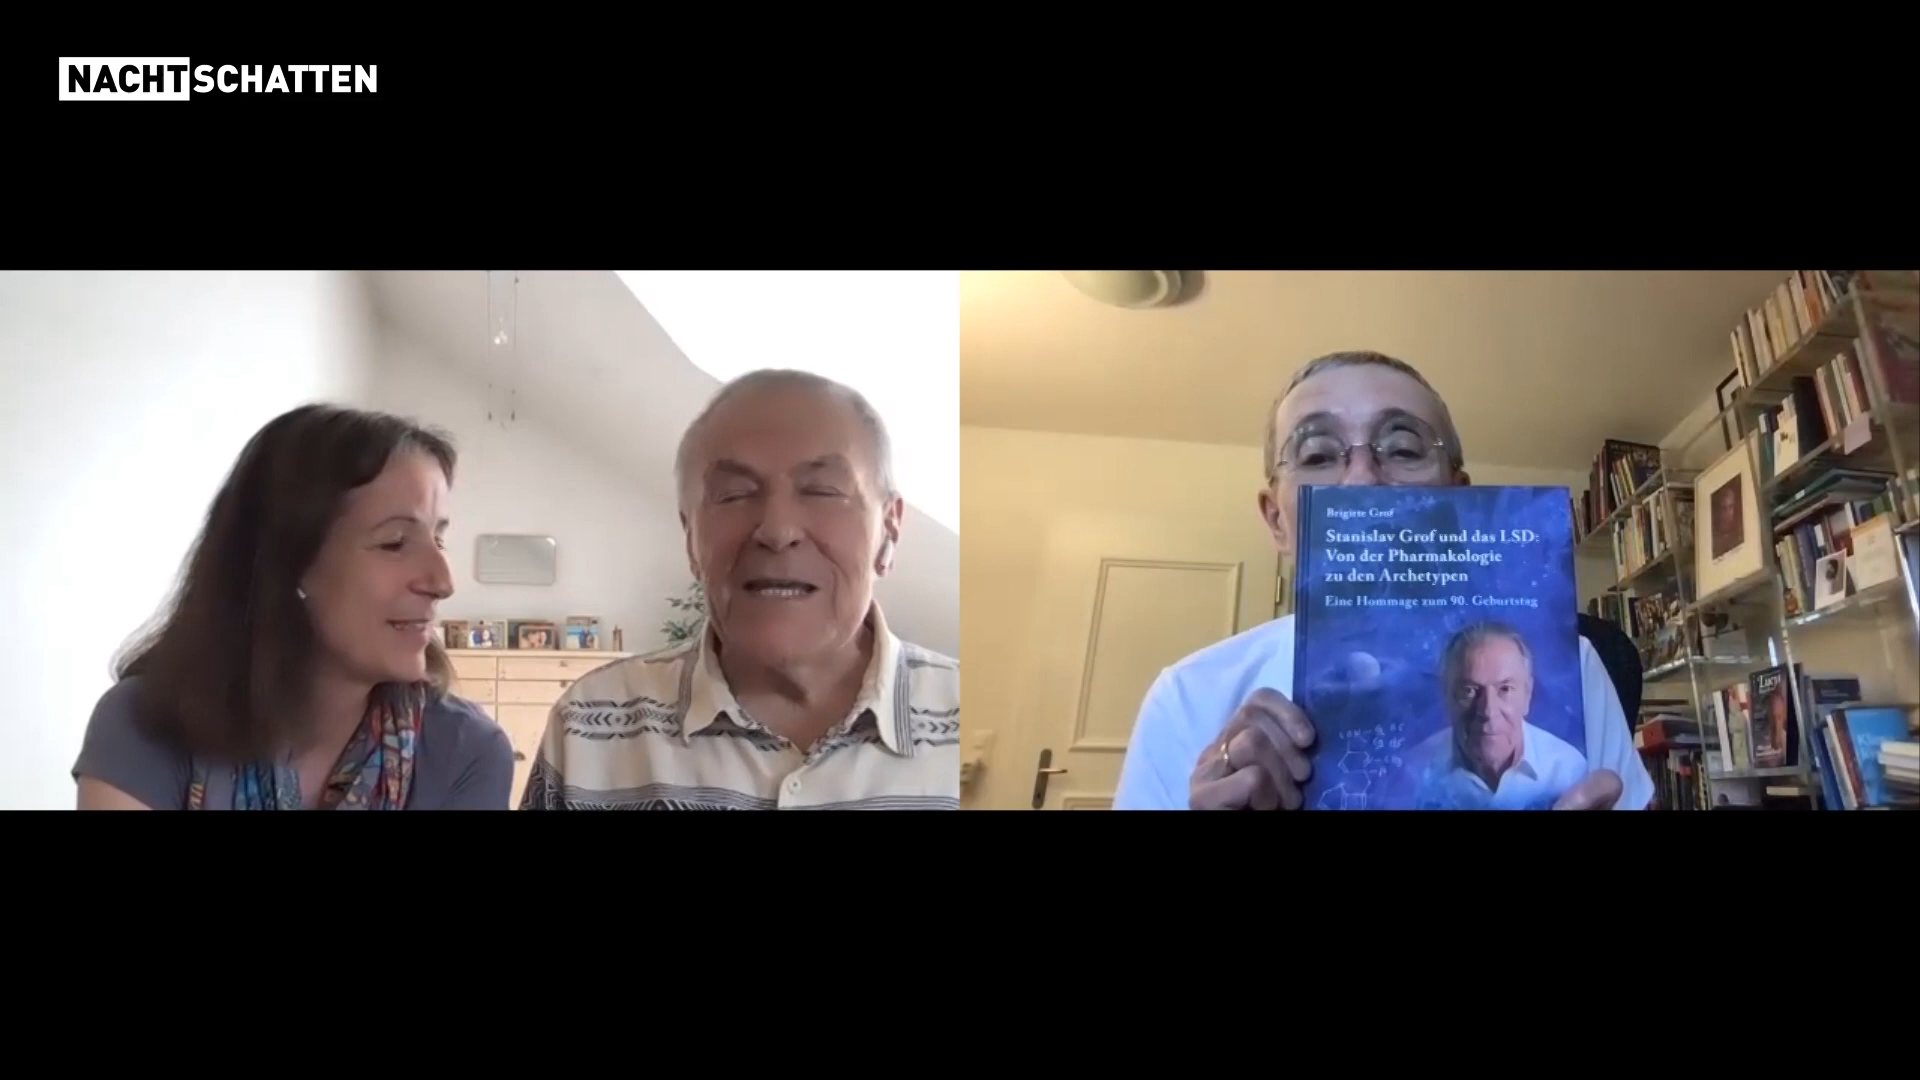 NACHTSCHATTEN
Brigitte Grof
Stanislav Grof und das LSD:
Von der Pharmakologie
zu den Archetypen
Eine Hommage zum 90. Geburtstag
Lucys